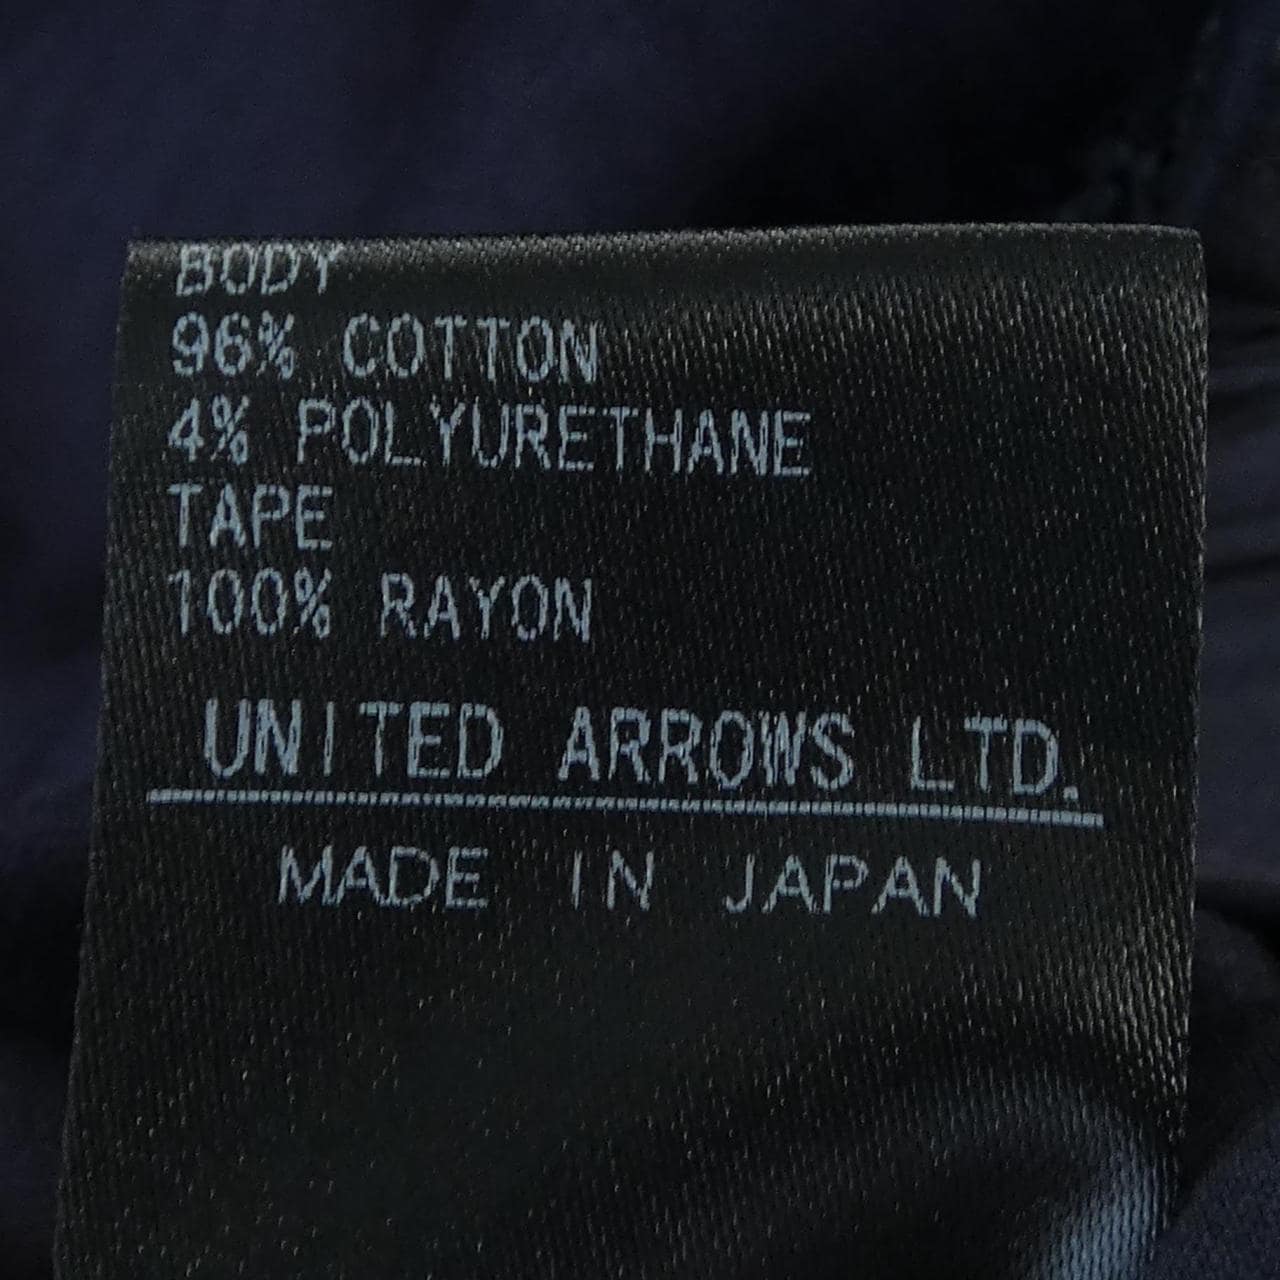 BODY
96% COTTON
4% POLYURETHANE
TAPE
100% RAYON
UNITED ARROWS LTD.
MADE IN JAPAN